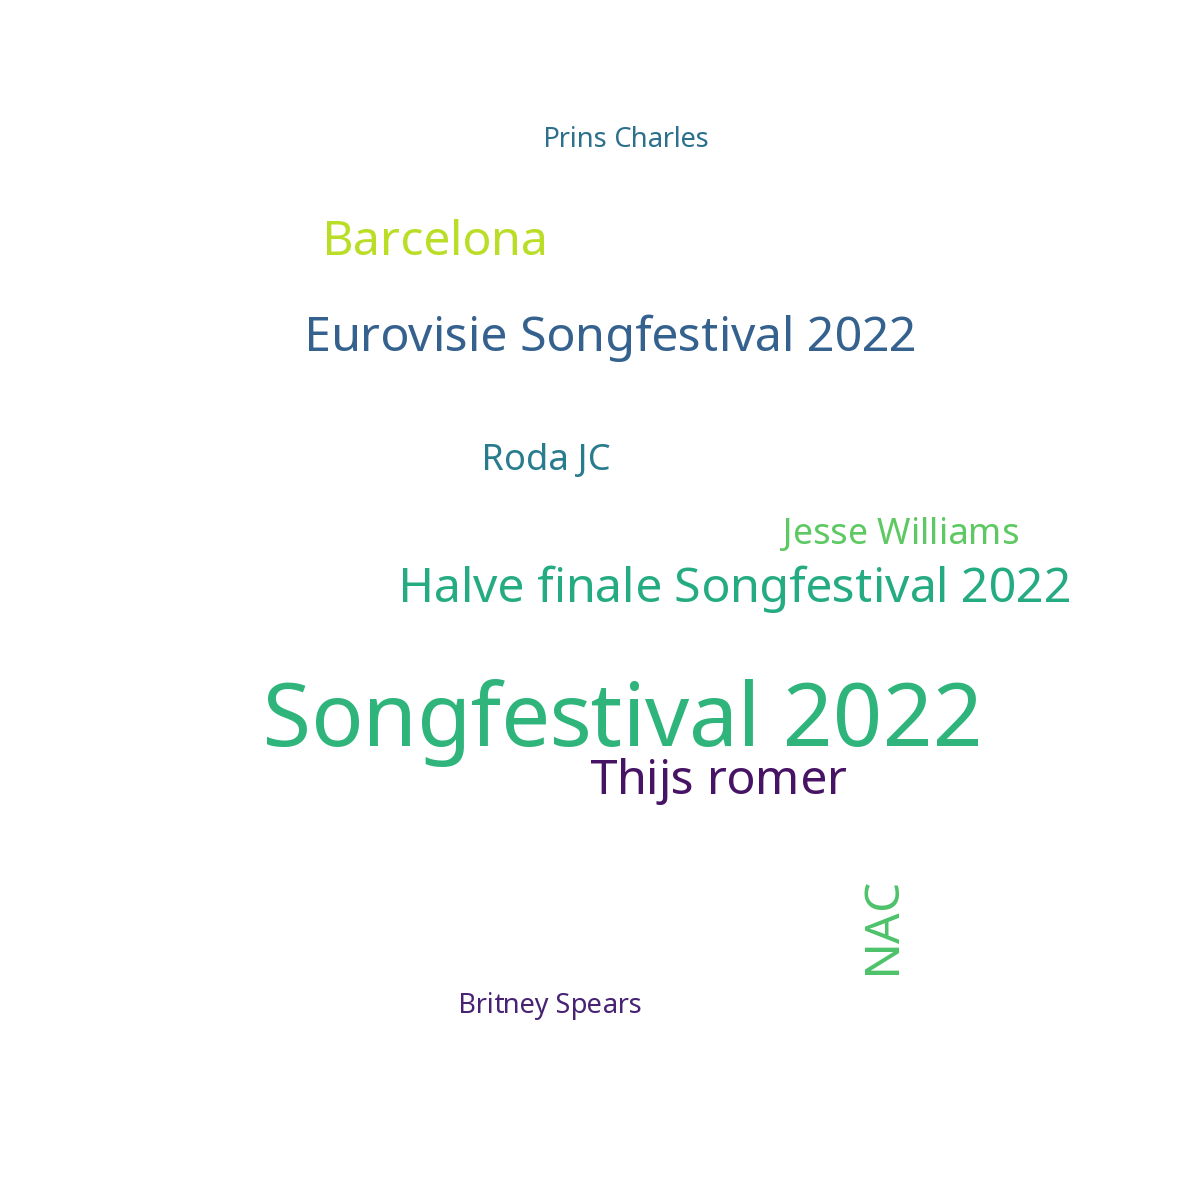 Prins Charles
Barcelona
Eurovisie Songfestival 2022
Roda JC
Jesse Williams
Halve finale Songfestival 2022
Songfestival 2022
Thijs romer
NAC
Britney Spears